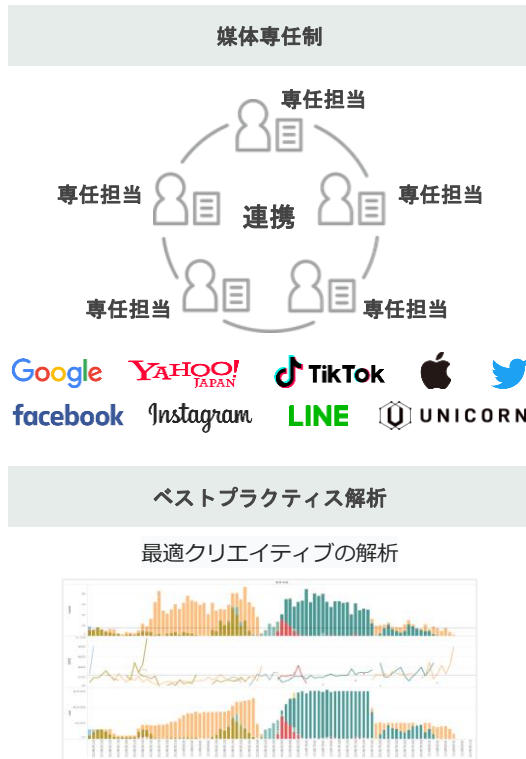 媒体専任制
専任担当
専任担当
専任担当
連携
専任担当
専任担当
Google
YAHOO!
JAPAN
TikTok
facebook
Instagram
LINE
UNICORN
ベストプラクティス解析
最適クリエイティブの解析